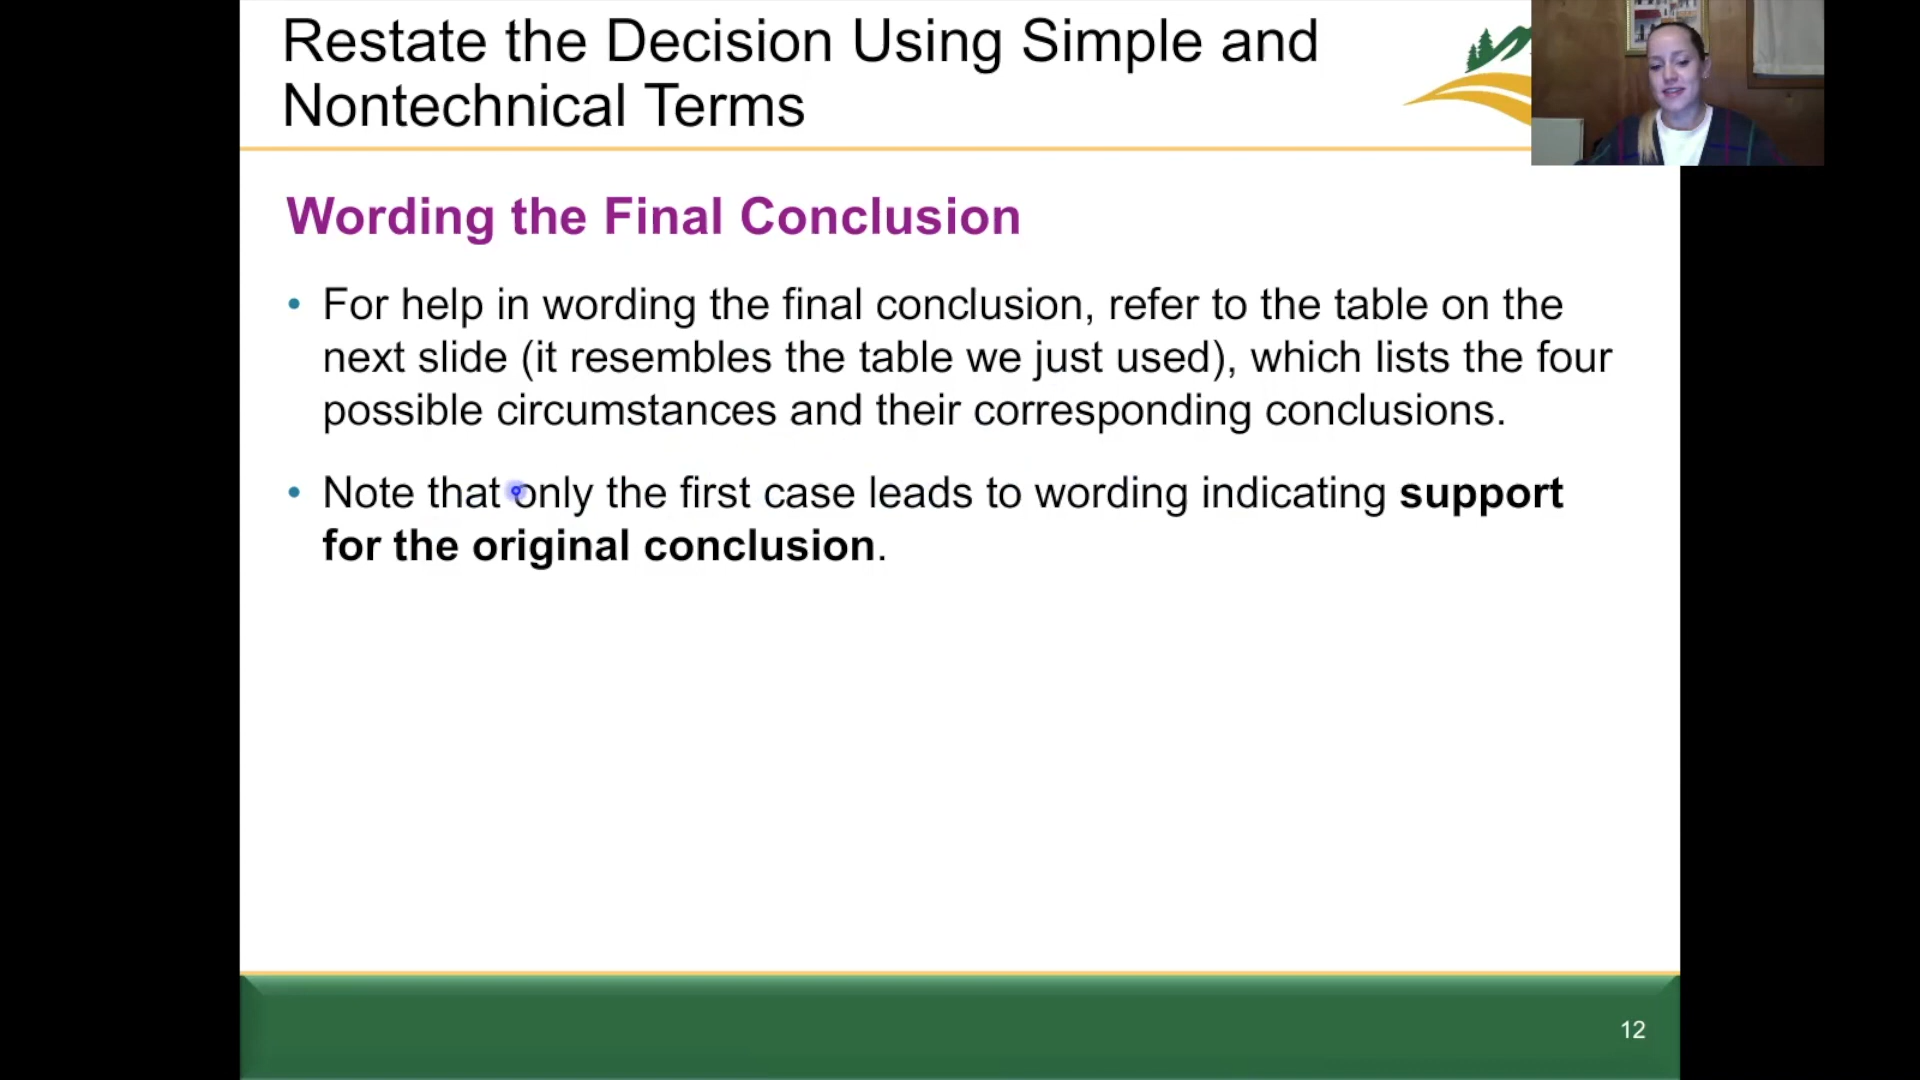 Restate the Decision Using Simple and
Nontechnical Terms
Wording the Final Conclusion
• For help in wording the final conclusion, refer to the table on the
next slide (it resembles the table we just used), which lists the four
possible circumstances and their corresponding conclusions.
• Note that only the first case leads to wording indicating support
for the original conclusion.
12